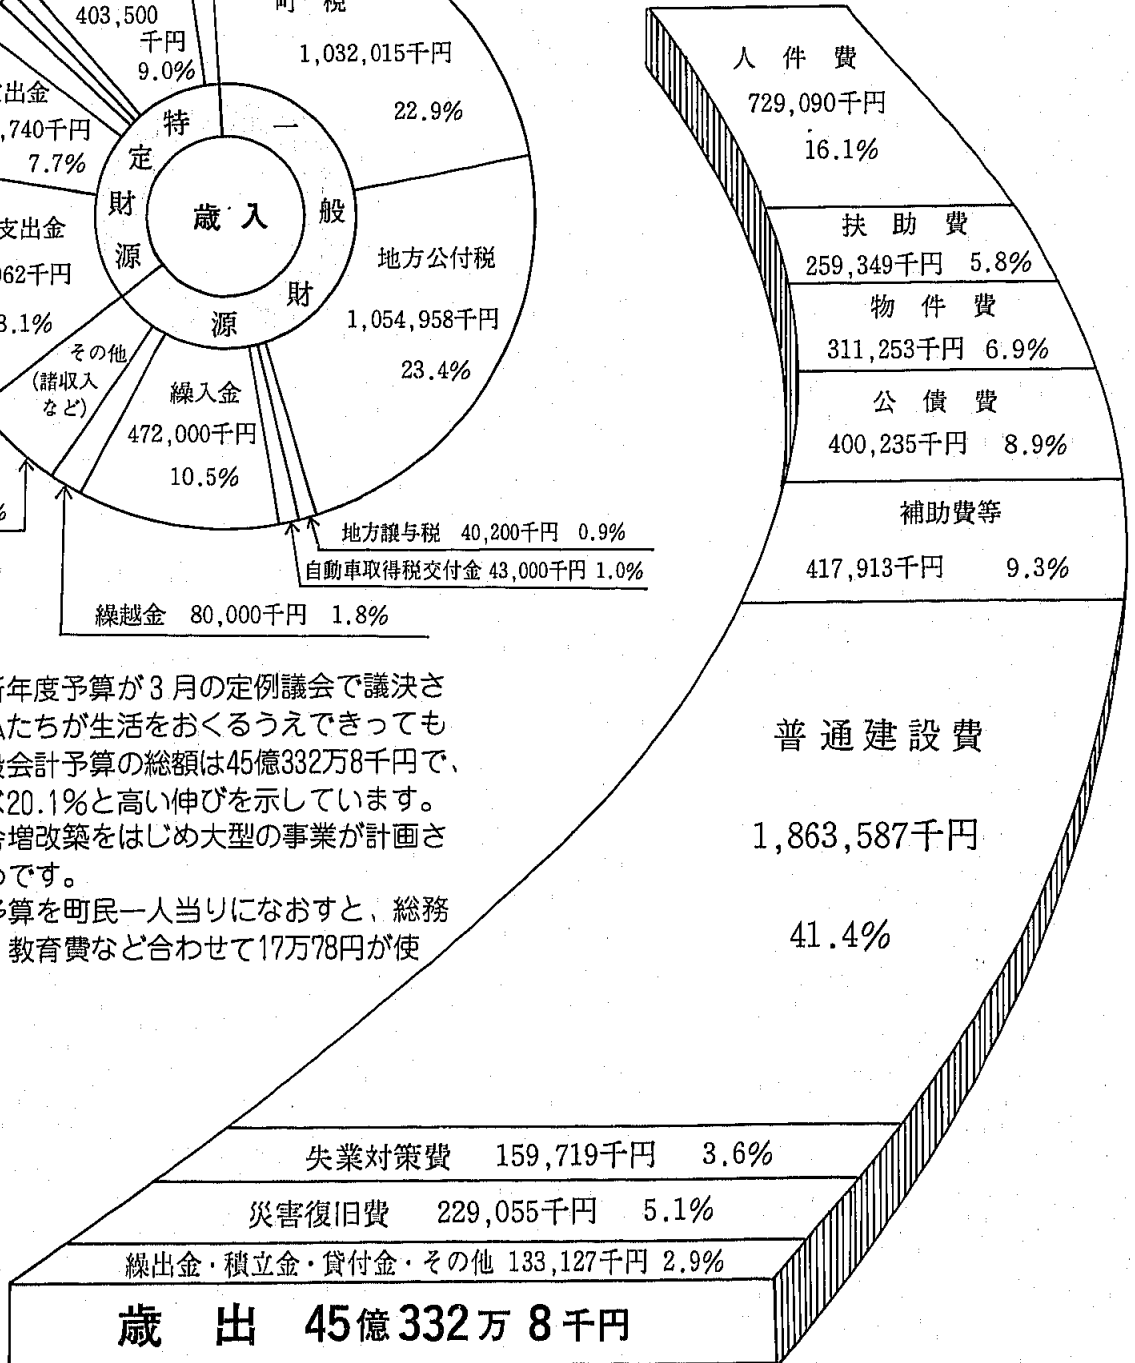 403,500
千円
9.0%
町税
1,032,015千円
22.9%
出金
,740千円
7.7%
支出金
062千円
3.1%
特定財源
一般財源
歳入
地方公付税
1,054,958千円
23.4%
その他
(諸収入
など)
繰入金
472,000千円
10.5%
%
地方譲与税 40,200千円 0.9%
自動車取得税交付金 43,000千円 1.0%
繰越金 80,000千円 1.8%
年度予算が3月の定例議会で議決さ
たちが生活をおくるうえできっても
会計予算の総額は45億332万8千円で、
20.1%と高い伸びを示しています。
増改築をはじめ大型の事業が計画さ
です。
算を町民一人当りになおすと、総務
教育費など合わせて17万78円が使
人件費
729,090千円
16.1%
扶助費
259,349千円 5.8%
物件費
311,253千円 6.9%
公債費
400,235千円 8.9%
補助費等
417,913千円 9.3%
普通建設費
1,863,587千円
41.4%
失業対策費 159,719千円 3.6%
災害復旧費 229,055千円 5.1%
繰出金・積立金・貸付金・その他 133,127千円 2.9%
歳出 45億332万8千円